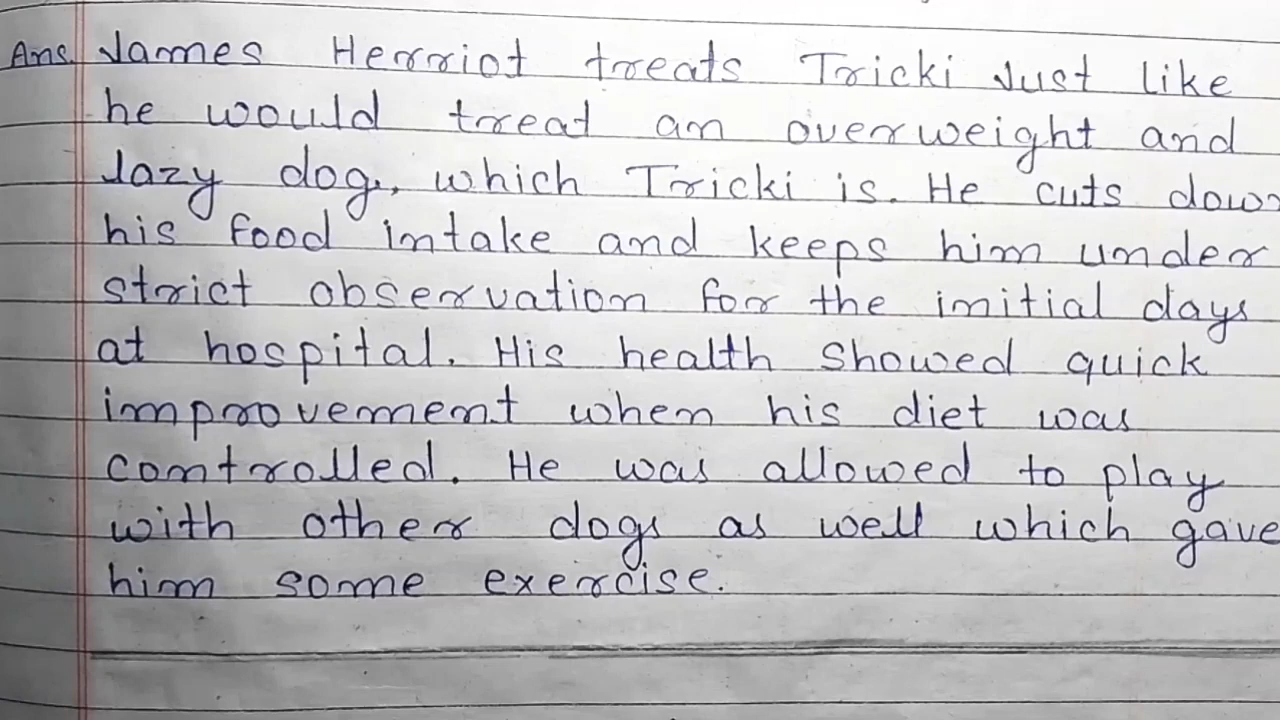 Ans. James Herriot treats Tricki Just like
he would treat an overweight and
lazy dog., which Tricki is. He cuts down
his food intake and keeps him under
strict observation for the initial days
at hospital. His health showed quick
improvement when his diet was
controlled. He was allowed to play
with other dogs as well which gave
him some exercise.